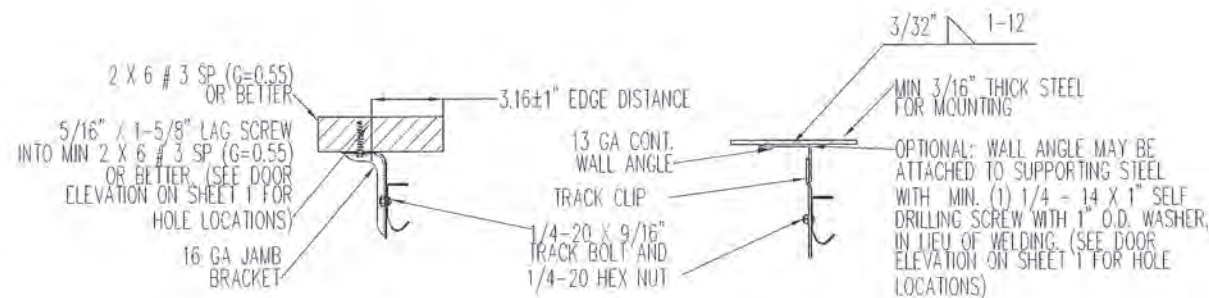 3/32" 1-12
2 X 6 # 3 SP (G=0.55)
OR BETTER
5/16" X 1-5/8" LAG SCREW
INTO MIN 2 X 6 # 3 SP (G=0.55)
OR BETTER. (SEE DOOR
ELEVATION ON SHEET 1 FOR
HOLE LOCATIONS)
16 GA JAMB
BRACKET
3.16±1" EDGE DISTANCE
13 GA CONT.
WALL ANGLE
TRACK CLIP
1/4-20 X 9/16"
TRACK BOLT AND
1/4-20 HEX NUT
MIN 3/16" THICK STEEL
FOR MOUNTING
OPTIONAL: WALL ANGLE MAY BE
ATTACHED TO SUPPORTING STEEL
WITH MIN. (1) 1/4 - 14 X 1" SELF
DRILLING SCREW WITH 1" O.D. WASHER,
IN LIEU OF WELDING. (SEE DOOR
ELEVATION ON SHEET 1 FOR HOLE
LOCATIONS)